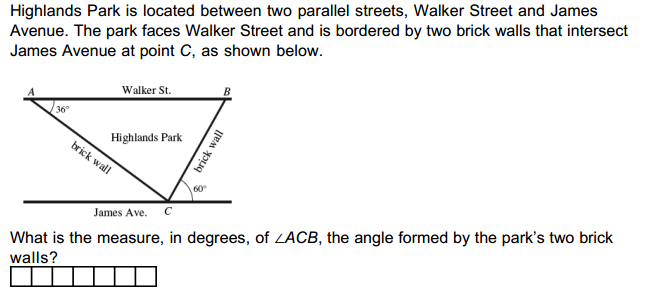 Highlands Park is located between two parallel streets, Walker Street and James
Avenue. The park faces Walker Street and is bordered by two brick walls that intersect
James Avenue at point C, as shown below.
A
Walker St.
B
36°
Highlands Park
brick wall
brick wall
60°
James Ave.
C
What is the measure, in degrees, of ∠ACB, the angle formed by the park's two brick
walls?